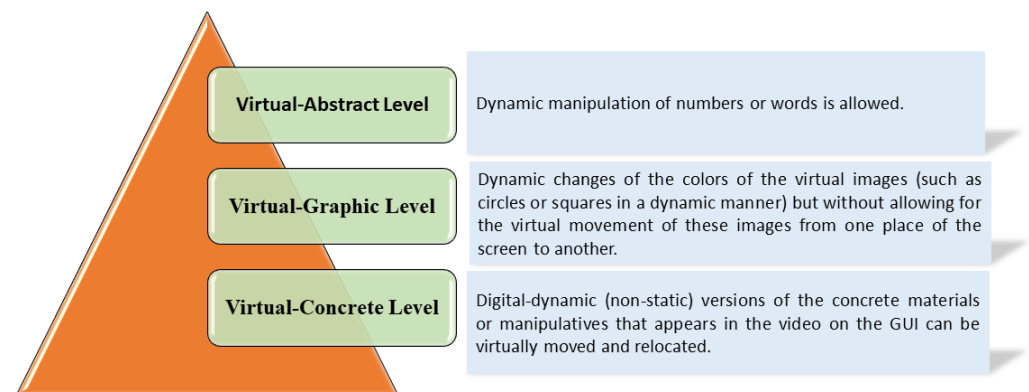 Virtual-Abstract Level
Dynamic manipulation of numbers or words is allowed.
Virtual-Graphic Level
Dynamic changes of the colors of the virtual images (such as
circles or squares in a dynamic manner) but without allowing for
the virtual movement of these images from one place of the
screen to another.
Virtual-Concrete Level
Digital-dynamic (non-static) versions of the concrete materials
or manipulatives that appears in the video on the GUI can be
virtually moved and relocated.